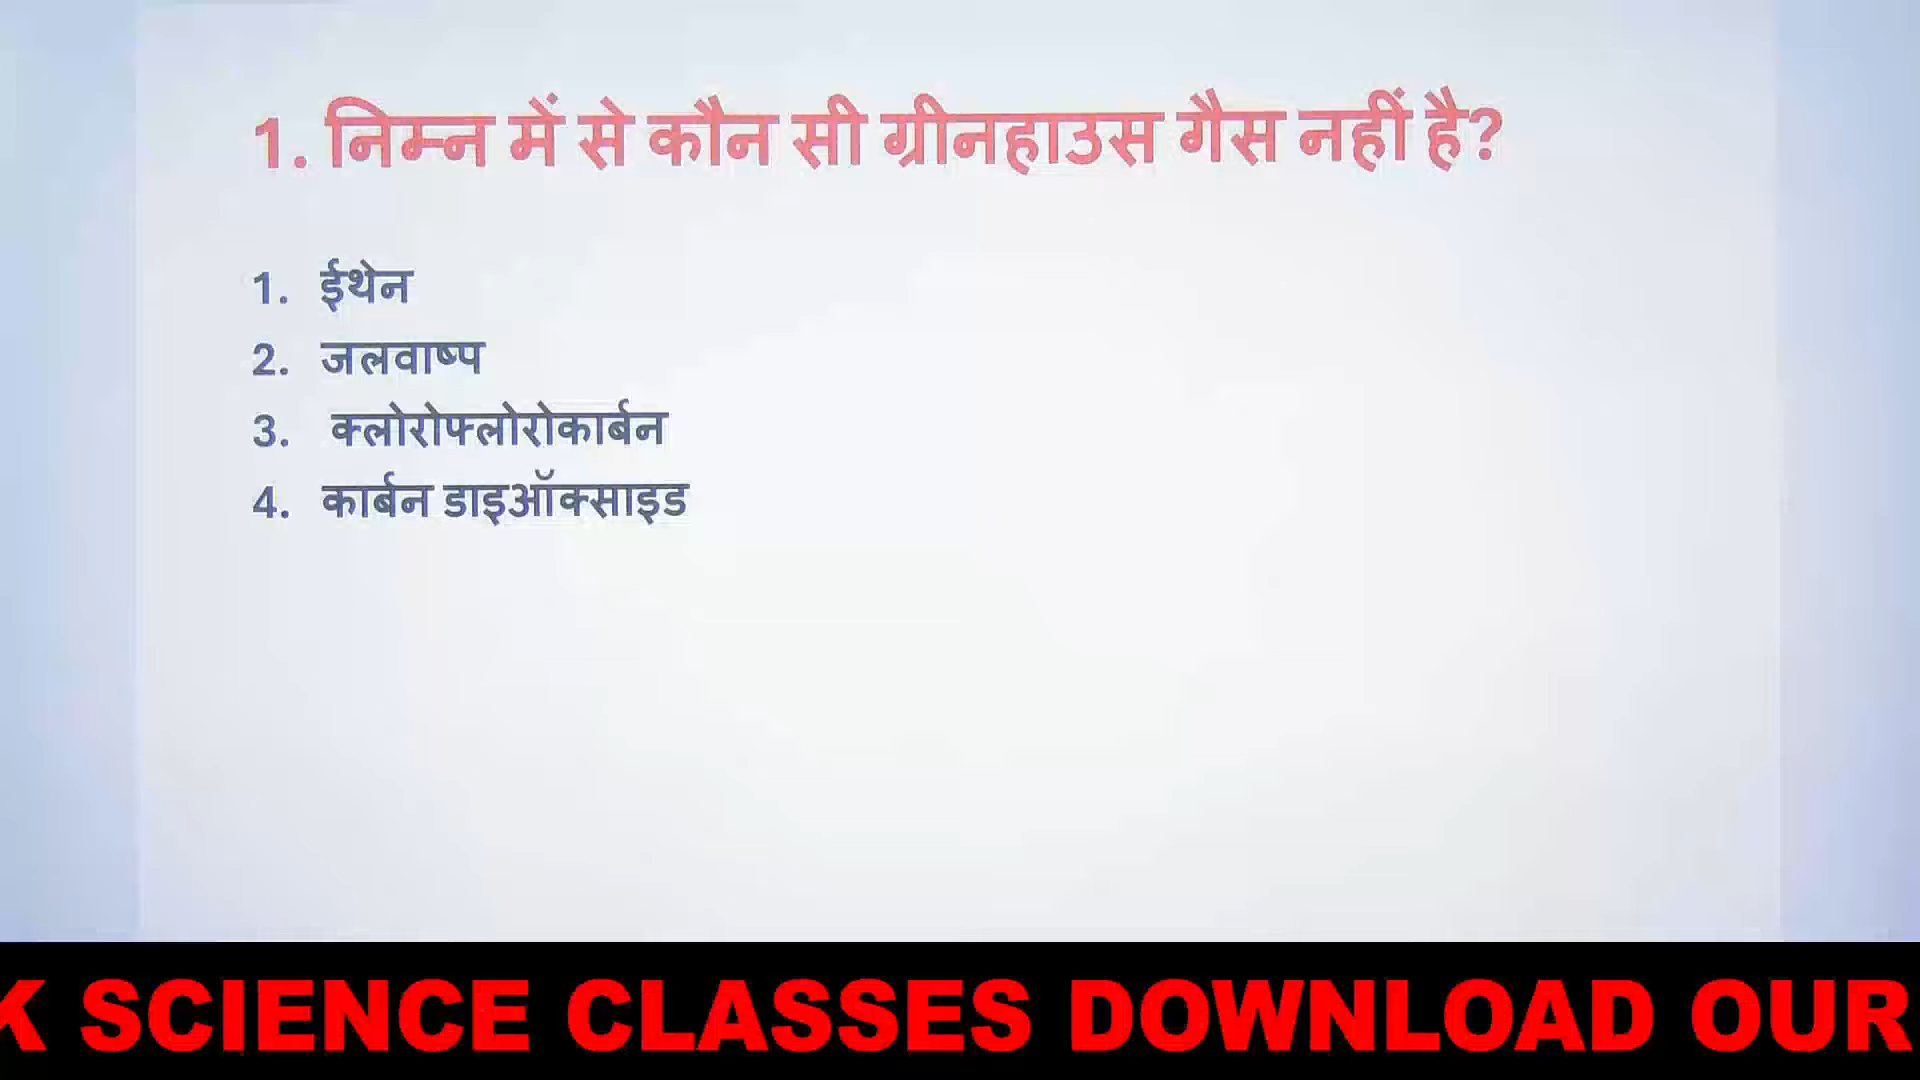 1. निम्न में से कौन सी ग्रीनहाउस गैस नहीं है?
1. ईथेन
2. जलवाष्प
3. क्लोरोफ्लोरोकार्बन
4. कार्बन डाइऑक्साइड
K SCIENCE CLASSES DOWNLOAD OUR